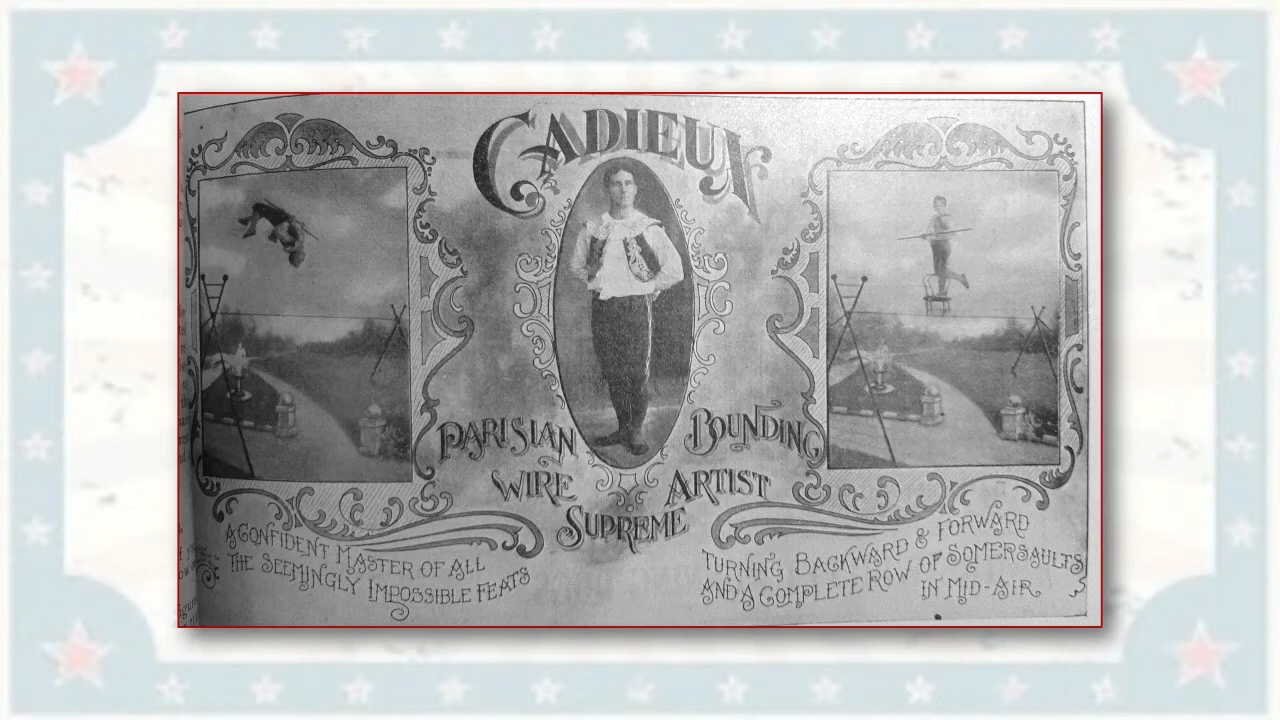 CADIEUX
PARISIAN BOUNDING
WIRE ARTIST
SUPREME
A CONFIDENT MASTER OF ALL
THE SEEMINGLY IMPOSSIBLE FEATS
TURNING BACKWARD & FORWARD
AND A COMPLETE ROW OF SOMERSAULTS
IN MID-AIR